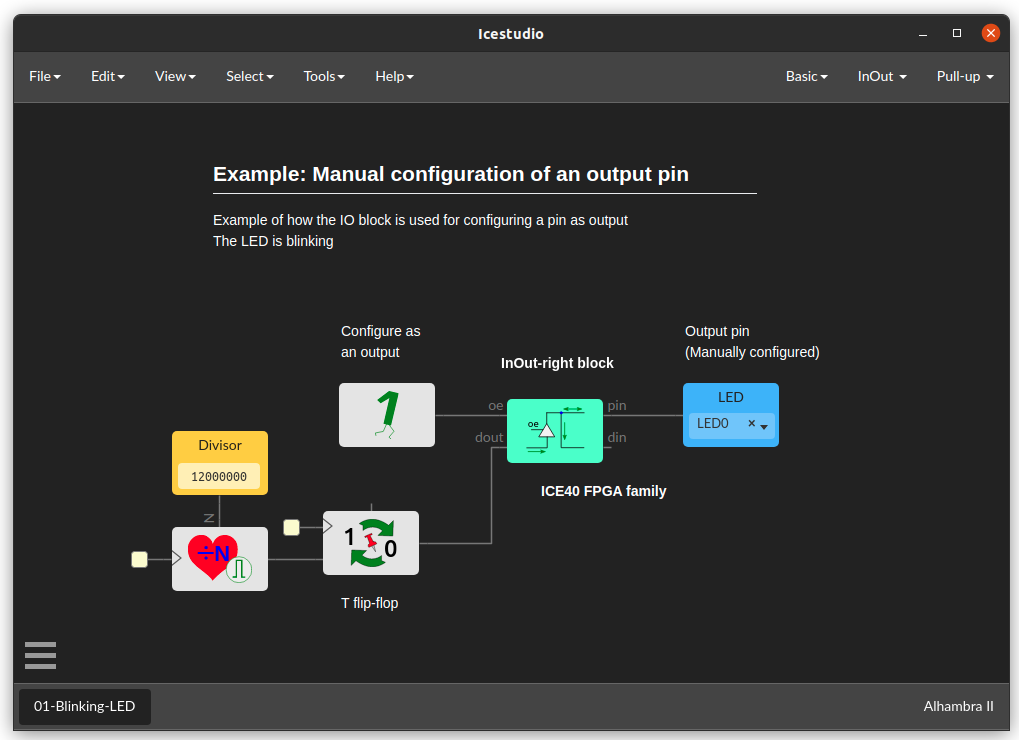 Icestudio
File Edit View Select Tools Help Basic InOut Pull-up
Example: Manual configuration of an output pin
Example of how the IO block is used for configuring a pin as output
The LED is blinking
Configure as
an output
InOut-right block
Output pin
(Manually configured)
1
oe
dout
oe
pin
din
LED
LED0 ×
ICE40 FPGA family
Divisor
12000000
N
÷N
1 0
T flip-flop
01-Blinking-LED
Alhambra II